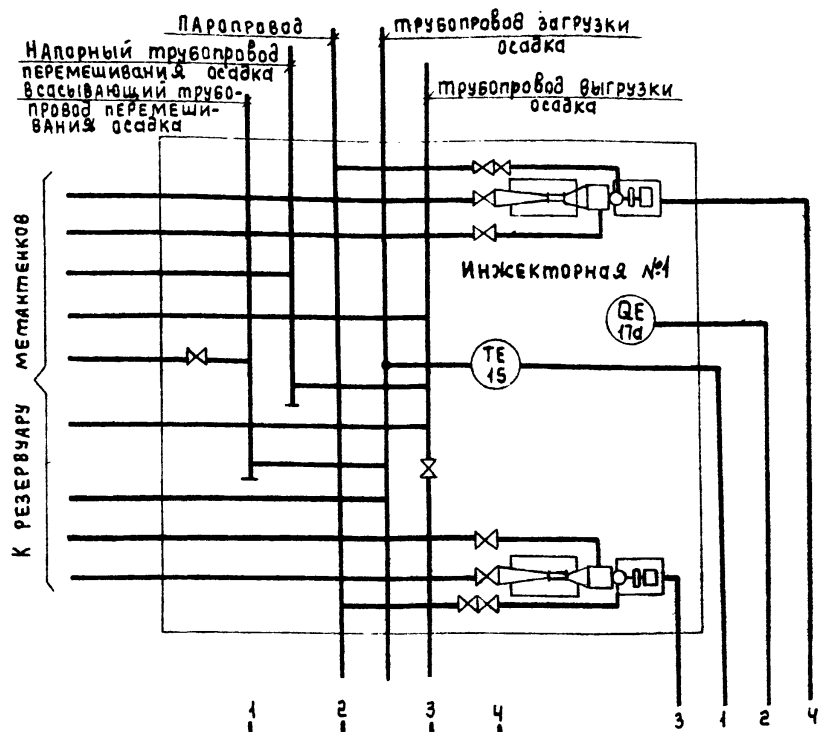 ПАРОПРОВОД
ТРУБОПРОВОД ЗАГРУЗКИ
ОСАДКА
НАПОРНЫЙ ТРУБОПРОВОД
ПЕРЕМЕШИВАНИЯ ОСАДКА
ВСАСЫВАЮЩИЙ ТРУБО-
ПРОВОД ПЕРЕМЕШИ-
ВАНИЯ ОСАДКА
ТРУБОПРОВОД ВЫГРУЗКИ
ОСАДКА
К РЕЗЕРВУАРУ МЕТАНТЕНКОВ
ИНЖЕКТОРНАЯ №1
QE
17а
TE
15
3 1 2 4
1 2 3 4